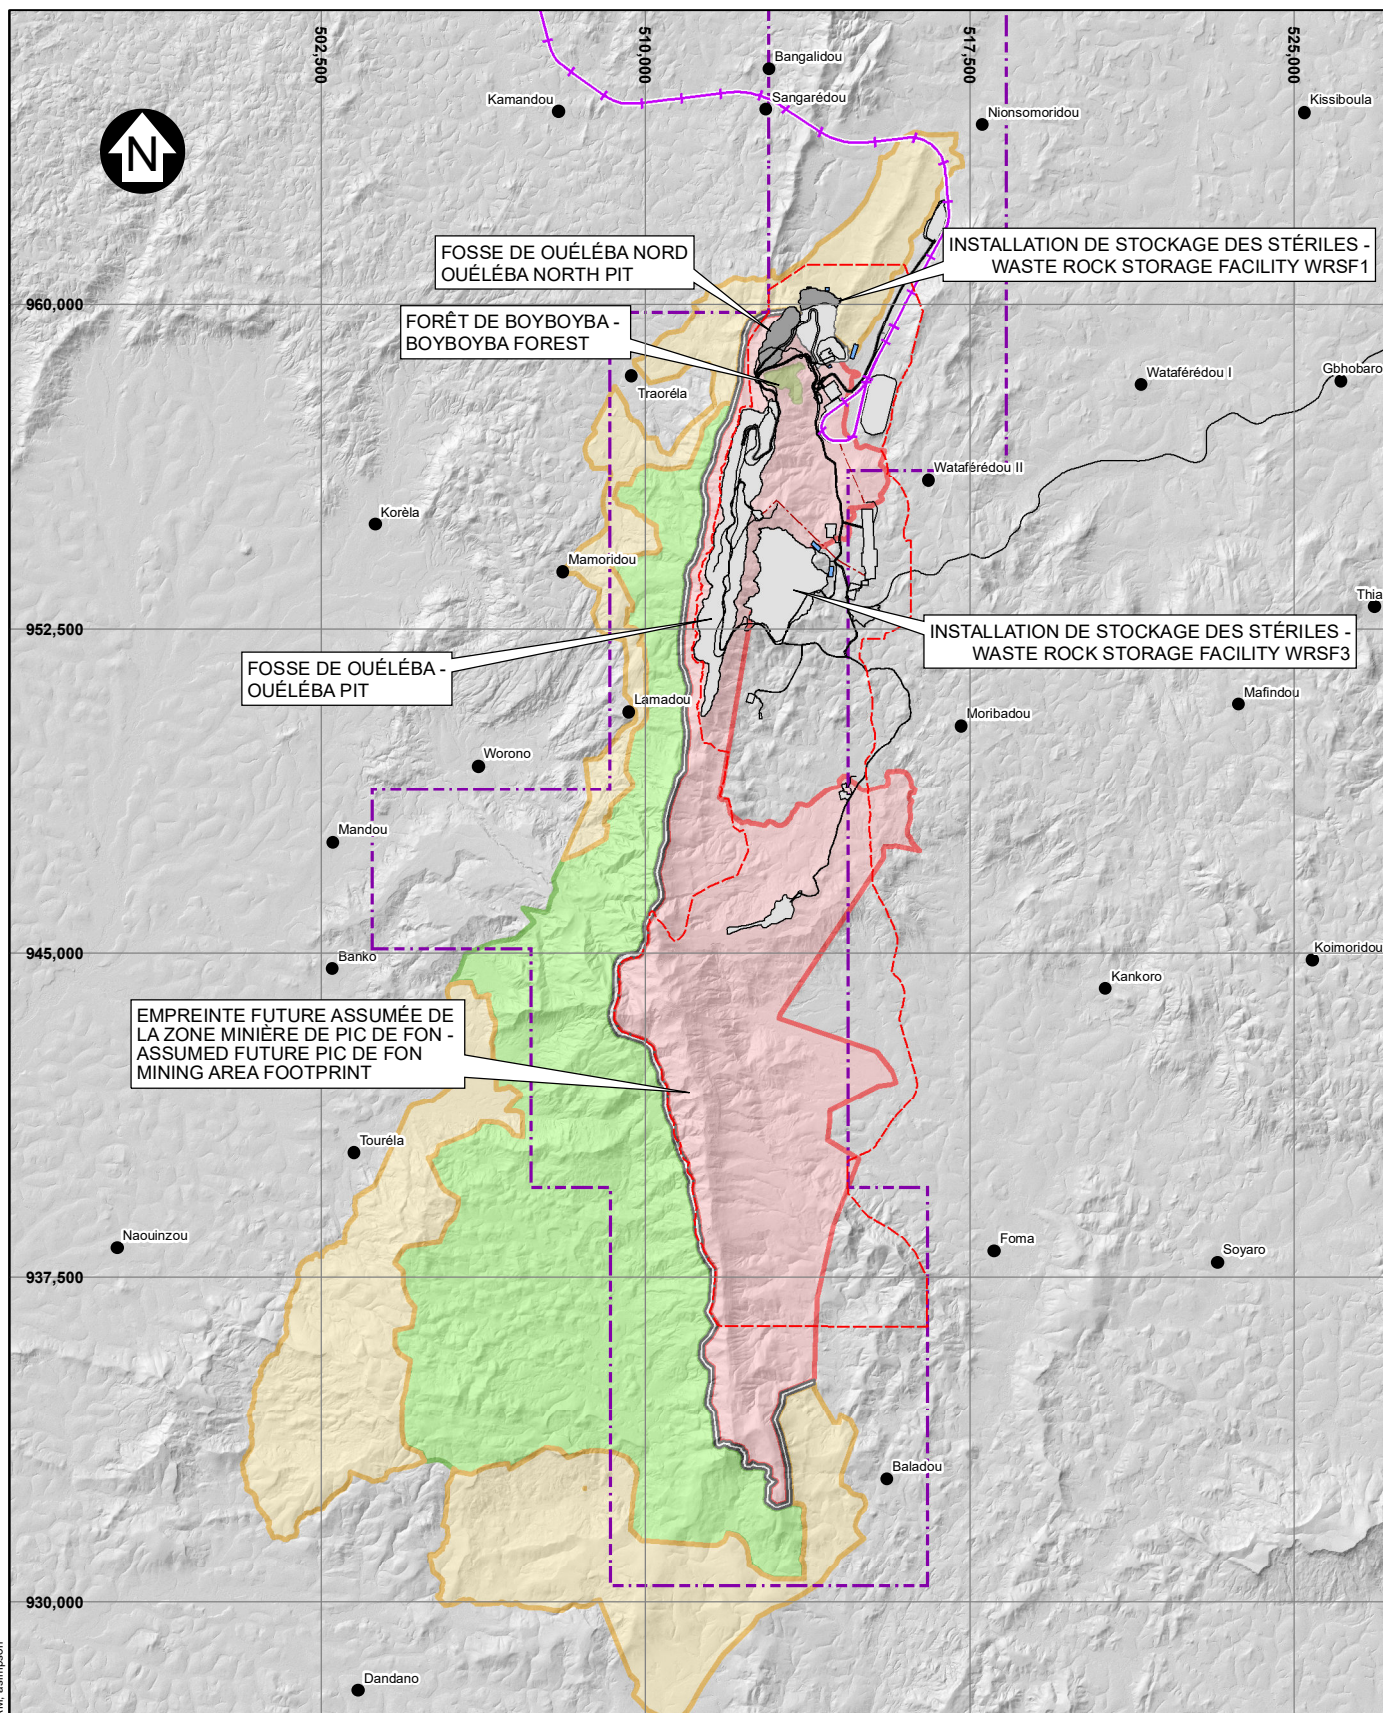 502,500
510,000
517,500
525,000
Bangalidou
Kamandou
Sangarédou
Nionsomoridou
Kissiboula
N
FOSSE DE OUÉLÉBA NORD
OUÉLÉBA NORTH PIT
INSTALLATION DE STOCKAGE DES STÉRILES -
WASTE ROCK STORAGE FACILITY WRSF1
960,000
FORÊT DE BOYBOYBA -
BOYBOYBA FOREST
Traoréla
Wataférédou I
Gbhobaro
Wataférédou II
Korèla
Mamoridou
Thia
952,500
INSTALLATION DE STOCKAGE DES STÉRILES -
WASTE ROCK STORAGE FACILITY WRSF3
FOSSE DE OUÉLÉBA -
OUÉLÉBA PIT
Lamadou
Mafindou
Moribadou
Worono
Mandou
945,000
Banko
Koimoridou
Kankoro
EMPREINTE FUTURE ASSUMÉE DE
LA ZONE MINIÈRE DE PIC DE FON -
ASSUMED FUTURE PIC DE FON
MINING AREA FOOTPRINT
Touréla
Naouinzou
Foma
Soyaro
937,500
Baladou
930,000
Dandano